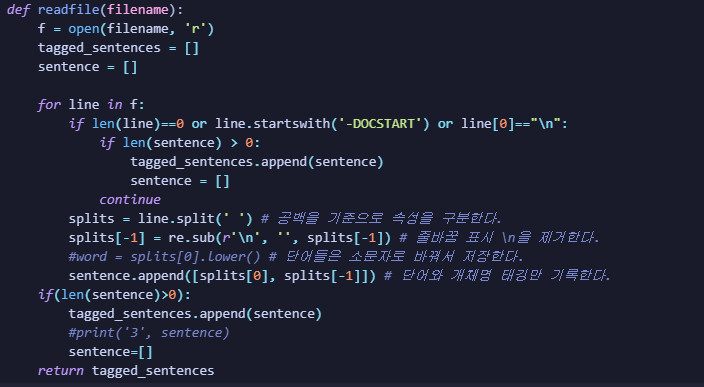 def readfile(filename):
    f = open(filename, 'r')
    tagged_sentences = []
    sentence = []

    for line in f:
        if len(line)==0 or line.startswith('-DOCSTART') or line[0]=="\n":
            if len(sentence) > 0:
                tagged_sentences.append(sentence)
                sentence = []
            continue
        splits = line.split(' ') # 공백을 기준으로 속성을 구분한다.
        splits[-1] = re.sub(r'\n', '', splits[-1]) # 줄바꿈 표시 \n을 제거한다.
        #word = splits[0].lower() # 단어들은 소문자로 바꿔서 저장한다.
        sentence.append([splits[0], splits[-1]]) # 단어와 개체명 태깅만 기록한다.
    if(len(sentence)>0):
        tagged_sentences.append(sentence)
        #print('3', sentence)
        sentence=[]
    return tagged_sentences